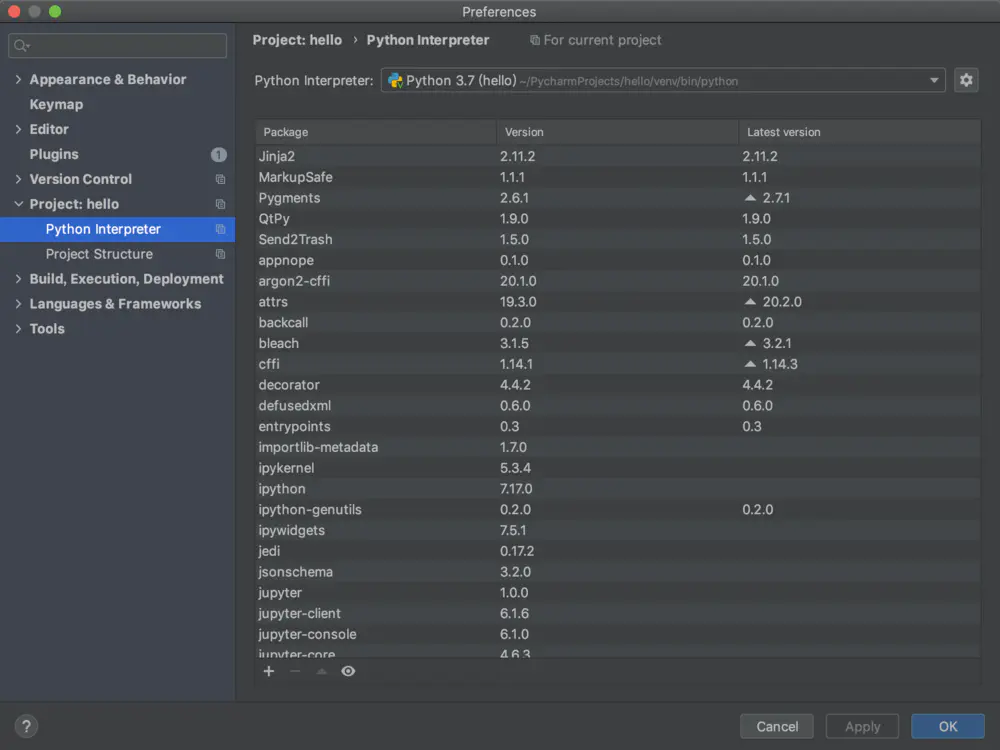 Preferences
Project: hello › Python Interpreter For current project
Python Interpreter: Python 3.7 (hello) ~/PycharmProjects/hello/venv/bin/python
Appearance & Behavior
Keymap
Editor
Plugins 1
Version Control
Project: hello
Python Interpreter
Project Structure
Build, Execution, Deployment
Languages & Frameworks
Tools
Package Version Latest version
Jinja2 2.11.2 2.11.2
MarkupSafe 1.1.1 1.1.1
Pygments 2.6.1 ▲ 2.7.1
QtPy 1.9.0 1.9.0
Send2Trash 1.5.0 1.5.0
appnope 0.1.0 0.1.0
argon2-cffi 20.1.0 20.1.0
attrs 19.3.0 ▲ 20.2.0
backcall 0.2.0 0.2.0
bleach 3.1.5 ▲ 3.2.1
cffi 1.14.1 ▲ 1.14.3
decorator 4.4.2 4.4.2
defusedxml 0.6.0 0.6.0
entrypoints 0.3 0.3
importlib-metadata 1.7.0
ipykernel 5.3.4
ipython 7.17.0
ipython-genutils 0.2.0 0.2.0
ipywidgets 7.5.1
jedi 0.17.2
jsonschema 3.2.0
jupyter 1.0.0
jupyter-client 6.1.6
jupyter-console 6.1.0
jupyter-core 4.6.3
?
Cancel Apply OK